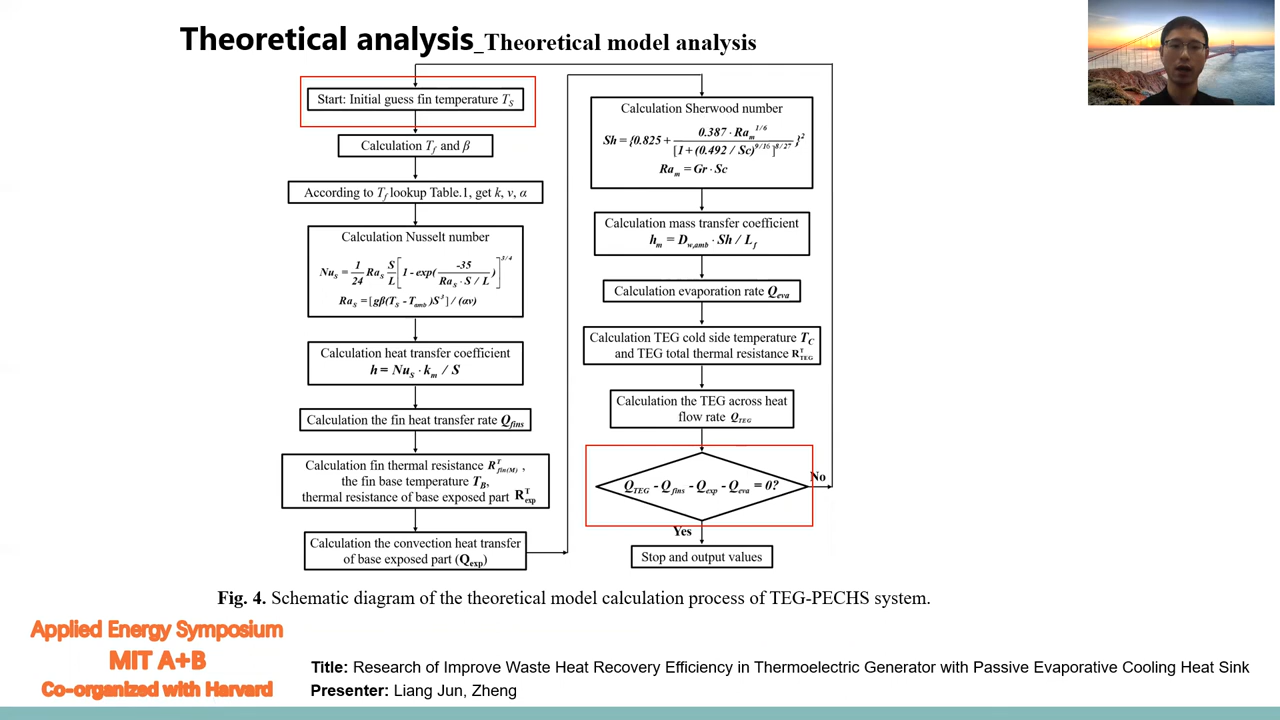 Theoretical analysis_Theoretical model analysis
Start: Initial guess fin temperature T_S
Calculation T_f and β
According to T_f lookup Table.1, get k, v, α
Calculation Nusselt number
Nu_S = 1/24 Ra_S S/L [1 - exp(-35 / (Ra_S · S / L))]^3/4
Ra_S = [gβ(T_S - T_amb)S^3] / (αv)
Calculation heat transfer coefficient
h = Nu_S · k_m / S
Calculation the fin heat transfer rate Q_fins
Calculation fin thermal resistance R^T_fin(M),
the fin base temperature T_B,
thermal resistance of base exposed part R^T_exp
Calculation the convection heat transfer
of base exposed part (Q_exp)
Calculation Sherwood number
Sh = {0.825 + 0.387 · Ra_m^1/6 / [1+(0.492 / Sc)^9/16]^8/27}^2
Ra_m = Gr · Sc
Calculation mass transfer coefficient
h_m = D_w,amb · Sh / L_f
Calculation evaporation rate Q_eva
Calculation TEG cold side temperature T_C
and TEG total thermal resistance R^T_TEG
Calculation the TEG across heat
flow rate Q_TEG
Q_TEG - Q_fins - Q_exp - Q_eva = 0?
No
Yes
Stop and output values
Fig. 4. Schematic diagram of the theoretical model calculation process of TEG-PECHS system.
Applied Energy Symposium
MIT A+B
Co-organized with Harvard
Title: Research of Improve Waste Heat Recovery Efficiency in Thermoelectric Generator with Passive Evaporative Cooling Heat Sink
Presenter: Liang Jun, Zheng